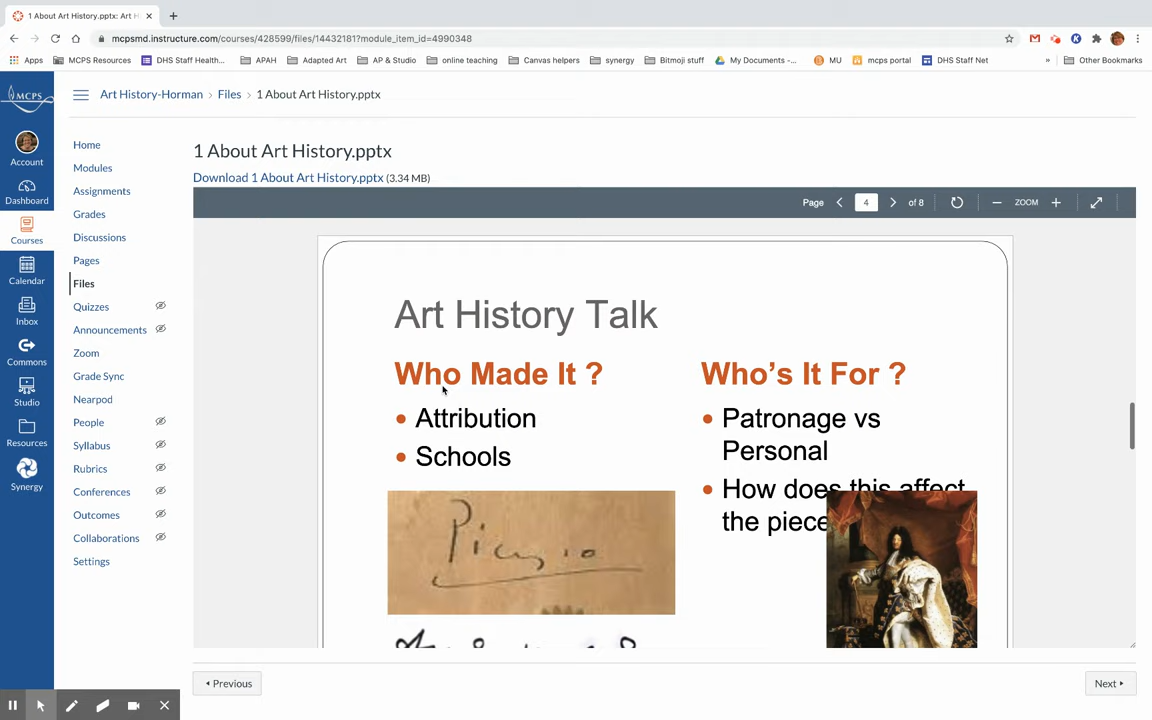 1 About Art History.pptx: Art H
mcpsmd.instructure.com/courses/428599/files/14432181?module_item_id=4990348
Apps
MCPS Resources
DHS Staff Health...
APAH
Adapted Art
AP & Studio
online teaching
Canvas helpers
synergy
Bitmoji stuff
My Documents -...
MU
mcps portal
DHS Staff Net
»
Other Bookmarks
MCPS
Account
Dashboard
Courses
Calendar
Inbox
Commons
Studio
Resources
Synergy
Art History-Horman › Files › 1 About Art History.pptx
Home
Modules
Assignments
Grades
Discussions
Pages
Files
Quizzes
Announcements
Zoom
Grade Sync
Nearpod
People
Syllabus
Rubrics
Conferences
Outcomes
Collaborations
Settings
1 About Art History.pptx
Download 1 About Art History.pptx (3.34 MB)
Page 4 of 8 ZOOM
Art History Talk
Who Made It ?
• Attribution
• Schools
Picasso
Who's It For ?
• Patronage vs
Personal
• How does this affect
the piece
Previous
Next